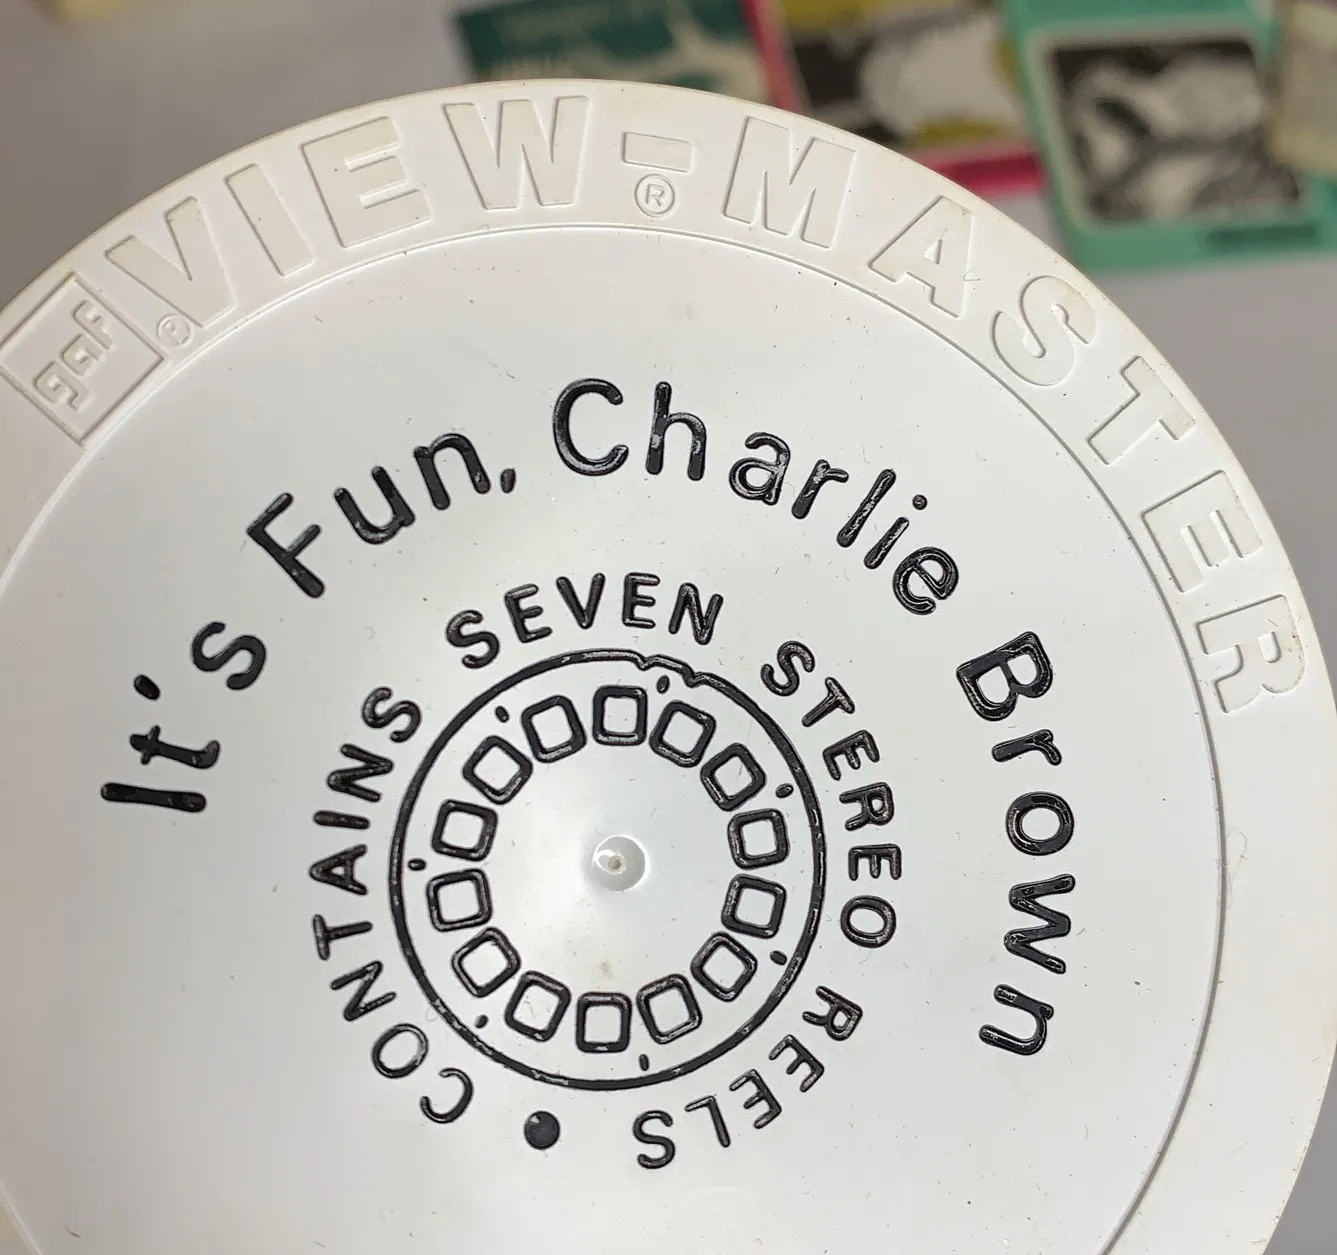 gaf® VIEW-MASTER®
It's Fun, Charlie Brown
CONTAINS SEVEN STEREO REELS •